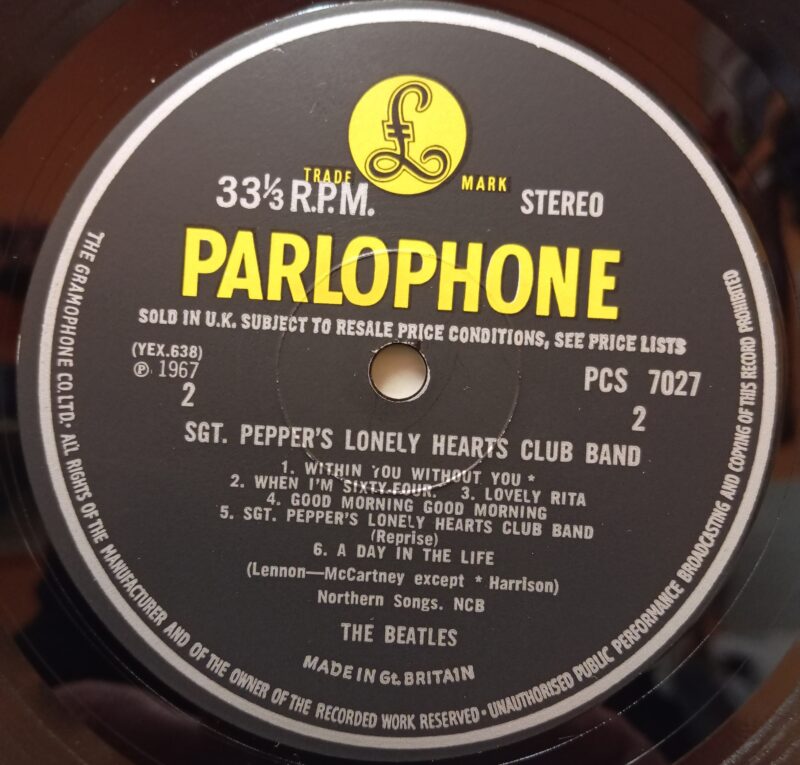 £
TRADE MARK
33⅓ R.P.M. STEREO
PARLOPHONE
SOLD IN U.K. SUBJECT TO RESALE PRICE CONDITIONS, SEE PRICE LISTS
(YEX.638)
℗ 1967
2
PCS 7027
2
SGT. PEPPER'S LONELY HEARTS CLUB BAND
1. WITHIN YOU WITHOUT YOU *
2. WHEN I'M SIXTY-FOUR. 3. LOVELY RITA
4. GOOD MORNING GOOD MORNING
5. SGT. PEPPER'S LONELY HEARTS CLUB BAND
(Reprise)
6. A DAY IN THE LIFE
(Lennon—McCartney except * Harrison)
Northern Songs. NCB
THE BEATLES
MADE IN Gt. BRITAIN
THE GRAMOPHONE CO. LTD. · ALL RIGHTS OF THE MANUFACTURER AND OF THE OWNER OF THE RECORDED WORK RESERVED · UNAUTHORISED PUBLIC PERFORMANCE BROADCASTING AND COPYING OF THIS RECORD PROHIBITED